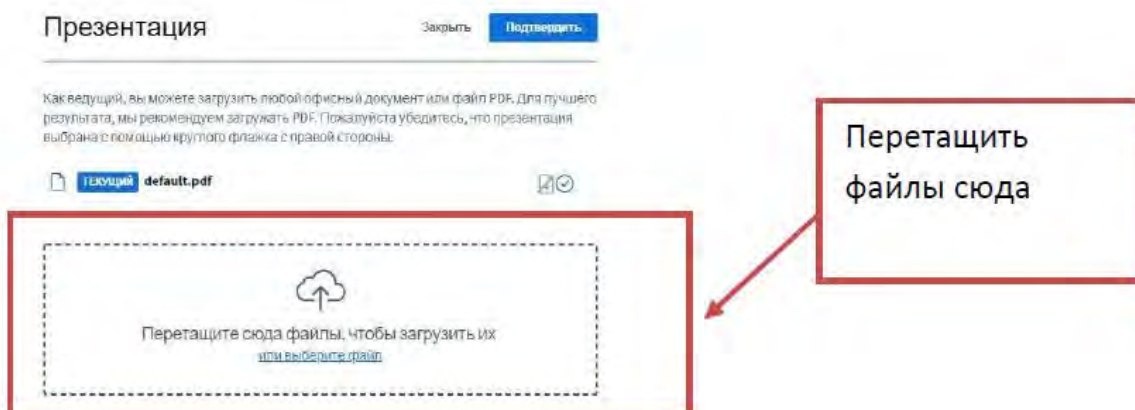 Презентация
Закрыть
Подтвердить
Как ведущий, вы можете загрузить любой офисный документ или файл PDF. Для лучшего
результата, мы рекомендуем загружать PDF. Пожалуйста убедитесь, что презентация
выбрана с помощью круглого флажка с правой стороны.
ТЕКУЩИЙ default.pdf
Перетащите сюда файлы, чтобы загрузить их
или выберите файл
Перетащить
файлы сюда